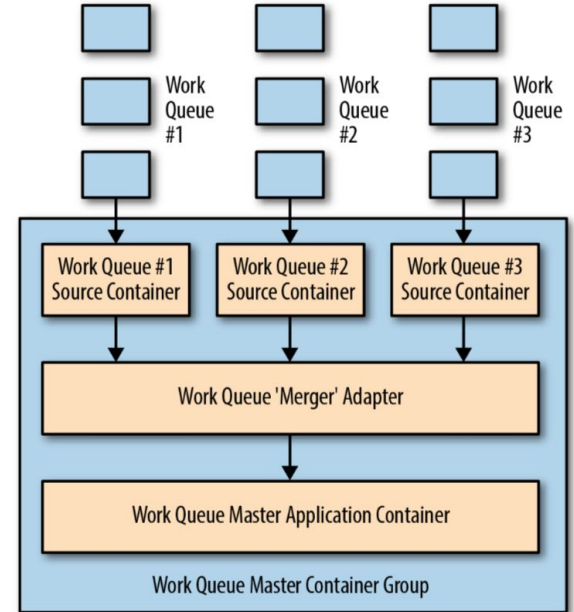 Work
Queue
#1
Work
Queue
#2
Work
Queue
#3
Work Queue #1
Source Container
Work Queue #2
Source Container
Work Queue #3
Source Container
Work Queue 'Merger' Adapter
Work Queue Master Application Container
Work Queue Master Container Group